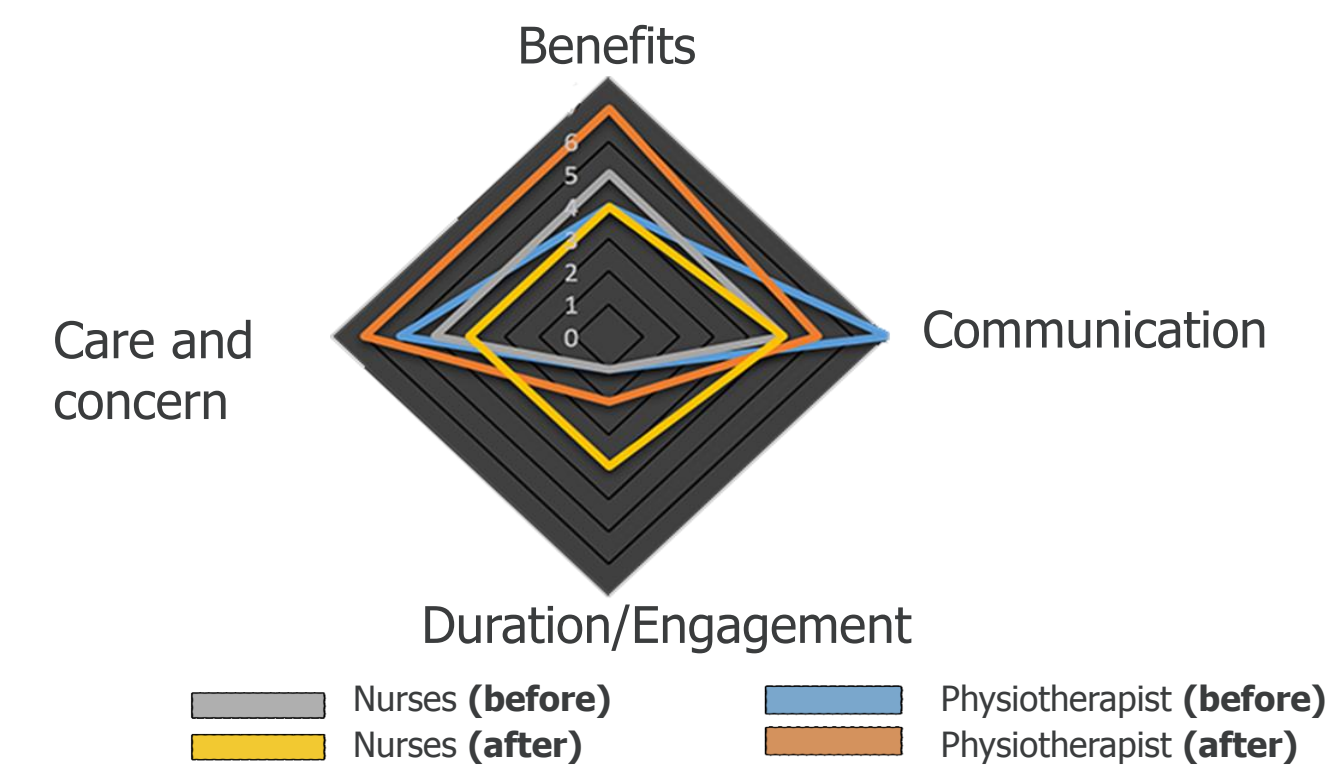 Benefits
7
6
5
4
3
2
1
0
Care and
concern
Communication
Duration/Engagement
Nurses (before)
Physiotherapist (before)
Nurses (after)
Physiotherapist (after)